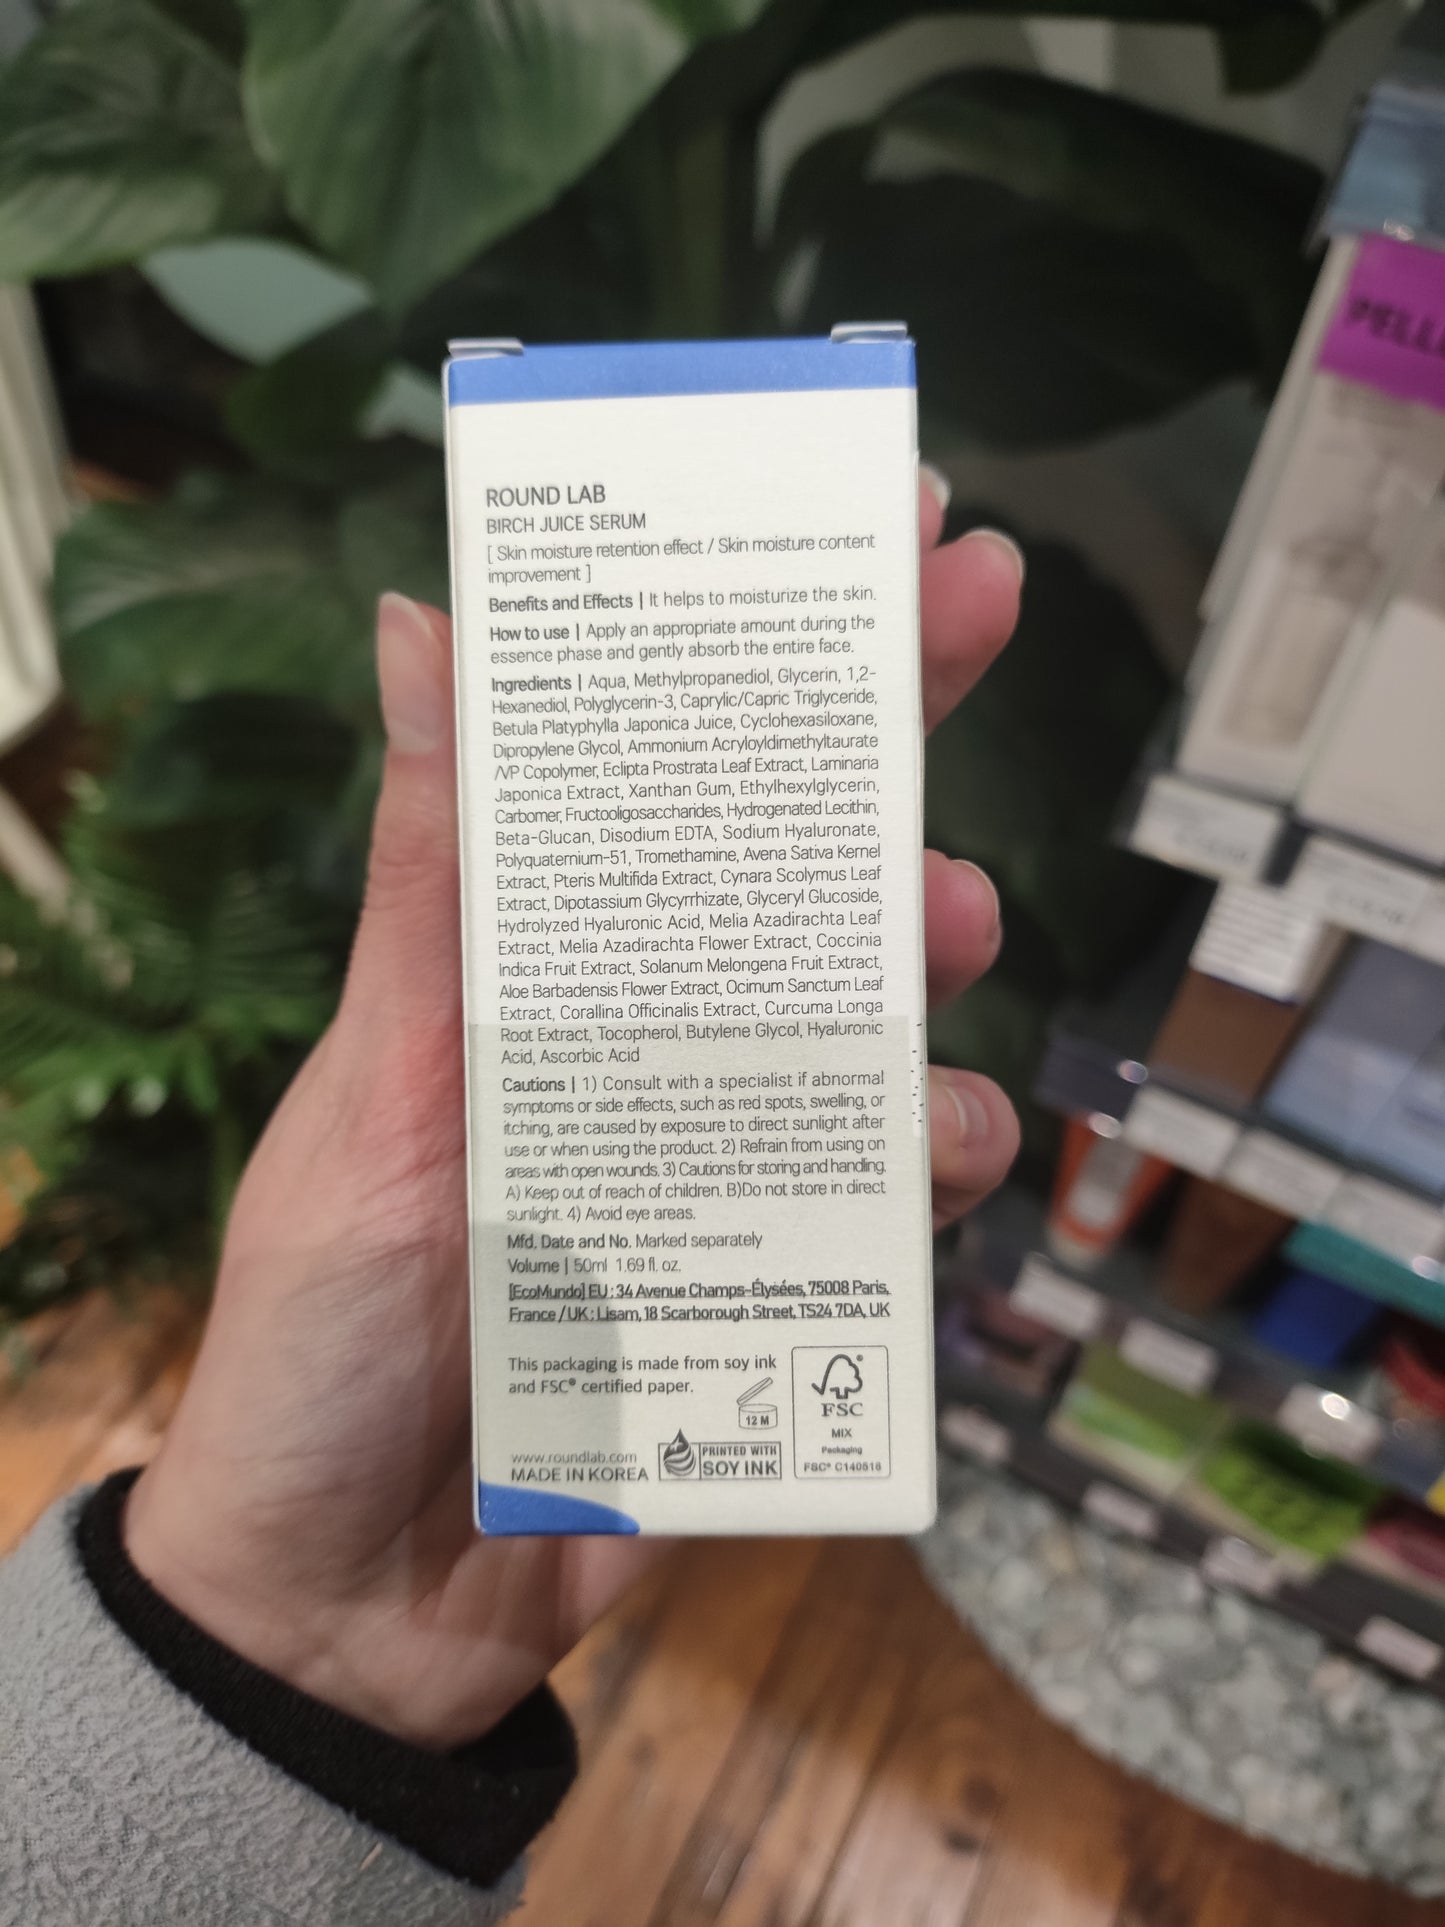 ROUND LAB
BIRCH JUICE SERUM
[ Skin moisture retention effect / Skin moisture content
improvement ]
Benefits and Effects | It helps to moisturize the skin.
How to use | Apply an appropriate amount during the
essence phase and gently absorb the entire face.
Ingredients | Aqua, Methylpropanediol, Glycerin, 1,2-
Hexanediol, Polyglycerin-3, Caprylic/Capric Triglyceride,
Betula Platyphylla Japonica Juice, Cyclohexasiloxane,
Dipropylene Glycol, Ammonium Acryloyldimethyltaurate
/VP Copolymer, Eclipta Prostrata Leaf Extract, Laminaria
Japonica Extract, Xanthan Gum, Ethylhexylglycerin,
Carbomer, Fructooligosaccharides, Hydrogenated Lecithin,
Beta-Glucan, Disodium EDTA, Sodium Hyaluronate,
Polyquaternium-51, Tromethamine, Avena Sativa Kernel
Extract, Pteris Multifida Extract, Cynara Scolymus Leaf
Extract, Dipotassium Glycyrrhizate, Glyceryl Glucoside,
Hydrolyzed Hyaluronic Acid, Melia Azadirachta Leaf
Extract, Melia Azadirachta Flower Extract, Coccinia
Indica Fruit Extract, Solanum Melongena Fruit Extract,
Aloe Barbadensis Flower Extract, Ocimum Sanctum Leaf
Extract, Corallina Officinalis Extract, Curcuma Longa
Root Extract, Tocopherol, Butylene Glycol, Hyaluronic
Acid, Ascorbic Acid
Cautions | 1) Consult with a specialist if abnormal
symptoms or side effects, such as red spots, swelling, or
itching, are caused by exposure to direct sunlight after
use or when using the product. 2) Refrain from using on
areas with open wounds. 3) Cautions for storing and handling.
A) Keep out of reach of children. B)Do not store in direct
sunlight. 4) Avoid eye areas.
Mfd. Date and No. Marked separately
Volume | 50ml 1.69 fl. oz.
[EcoMundo] EU : 34 Avenue Champs-Élysées, 75008 Paris,
France / UK : Lisam, 18 Scarborough Street, TS24 7DA, UK
This packaging is made from soy ink
and FSC® certified paper.
12 M
www.roundlab.com
MADE IN KOREA
PRINTED WITH
SOY INK
FSC
MIX
Packaging
FSC® C140516
PELL